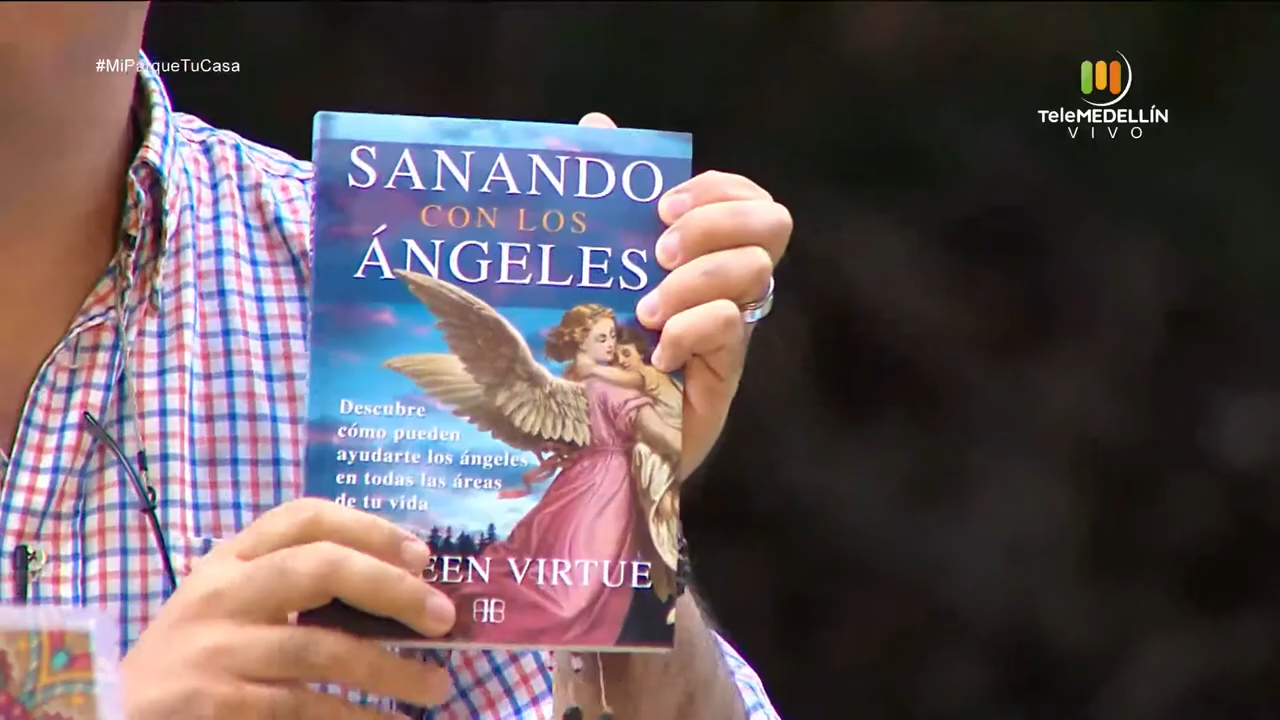 #MiParqueTuCasa
TeleMEDELLÍN
VIVO
SANANDO
CON LOS
ÁNGELES
Descubre
cómo pueden
ayudarte los ángeles
en todas las áreas
de tu vida
EEN VIRTUE